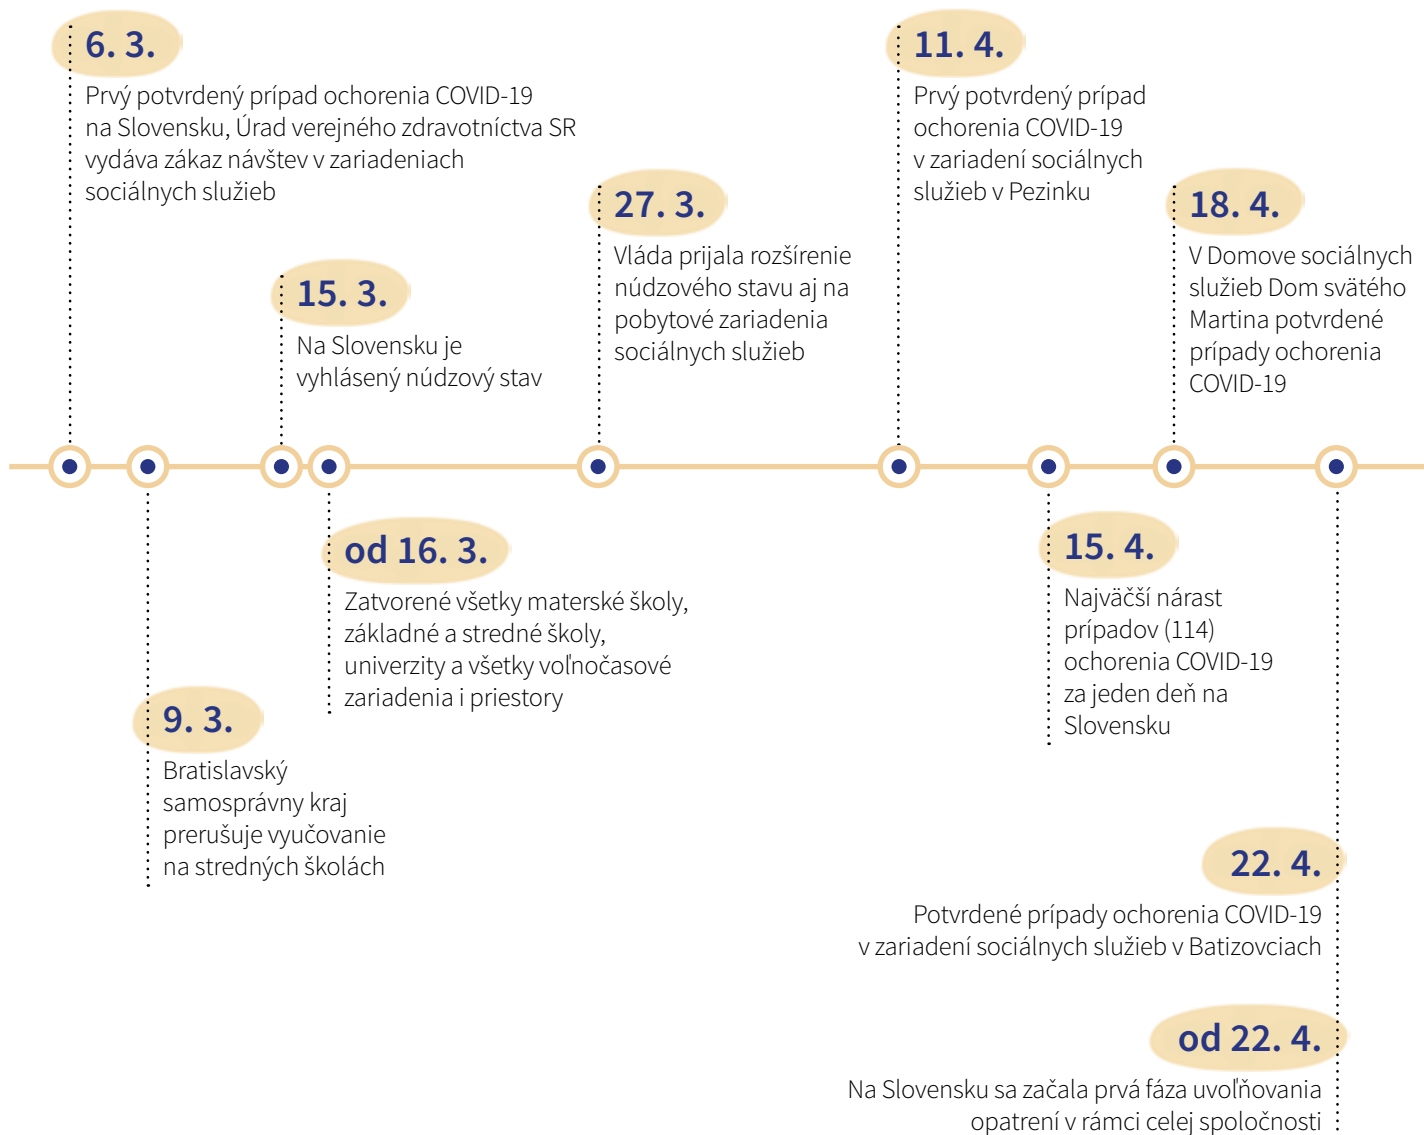 6. 3.
Prvý potvrdený prípad ochorenia COVID-19
na Slovensku, Úrad verejného zdravotníctva SR
vydáva zákaz návštev v zariadeniach
sociálnych služieb
9. 3.
Bratislavský
samosprávny kraj
prerušuje vyučovanie
na stredných školách
15. 3.
Na Slovensku je
vyhlásený núdzový stav
od 16. 3.
Zatvorené všetky materské školy,
základné a stredné školy,
univerzity a všetky voľnočasové
zariadenia i priestory
27. 3.
Vláda prijala rozšírenie
núdzového stavu aj na
pobytové zariadenia
sociálnych služieb
11. 4.
Prvý potvrdený prípad
ochorenia COVID-19
v zariadení sociálnych
služieb v Pezinku
15. 4.
Najväčší nárast
prípadov (114)
ochorenia COVID-19
za jeden deň na
Slovensku
18. 4.
V Domove sociálnych
služieb Dom svätého
Martina potvrdené
prípady ochorenia
COVID-19
22. 4.
Potvrdené prípady ochorenia COVID-19
v zariadení sociálnych služieb v Batizovciach
od 22. 4.
Na Slovensku sa začala prvá fáza uvoľňovania
opatrení v rámci celej spoločnosti